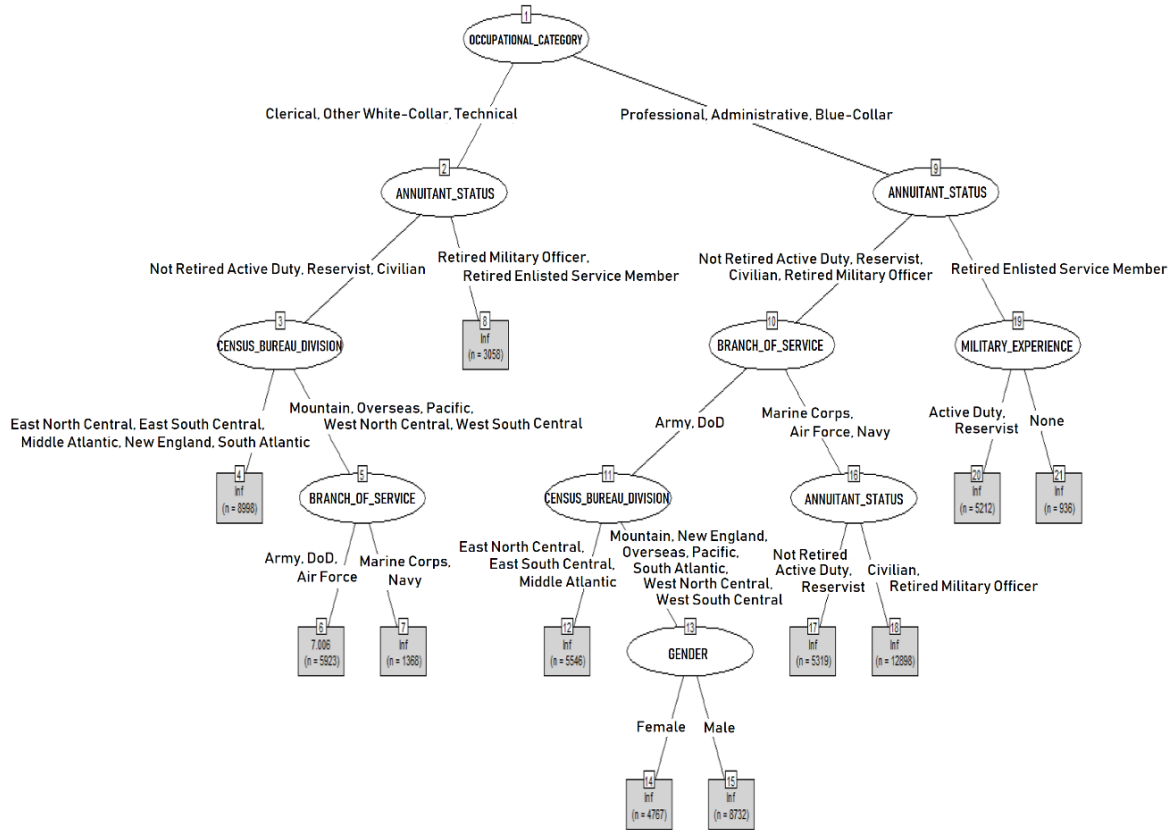 1
OCCUPATIONAL_CATEGORY
Clerical, Other White-Collar, Technical
Professional, Administrative, Blue-Collar
2
ANNUITANT_STATUS
9
ANNUITANT_STATUS
Not Retired Active Duty, Reservist, Civilian
Retired Military Officer,
Retired Enlisted Service Member
Not Retired Active Duty, Reservist,
Civilian, Retired Military Officer
Retired Enlisted Service Member
3
CENSUS_BUREAU_DIVISION
8
Inf
(n = 3058)
10
BRANCH_OF_SERVICE
19
MILITARY_EXPERIENCE
East North Central, East South Central,
Middle Atlantic, New England, South Atlantic
Mountain, Overseas, Pacific,
West North Central, West South Central
Army, DoD
Marine Corps,
Air Force, Navy
Active Duty,
Reservist
None
4
Inf
(n = 8998)
5
BRANCH_OF_SERVICE
11
CENSUS_BUREAU_DIVISION
16
ANNUITANT_STATUS
20
Inf
(n = 5212)
21
Inf
(n = 936)
Army, DoD,
Air Force
Marine Corps,
Navy
East North Central,
East South Central,
Middle Atlantic
Mountain, New England,
Overseas, Pacific,
South Atlantic,
West North Central,
West South Central
Not Retired
Active Duty,
Reservist
Civilian,
Retired Military Officer
6
7.006
(n = 5923)
7
Inf
(n = 1368)
12
Inf
(n = 5546)
13
GENDER
17
Inf
(n = 5319)
18
Inf
(n = 12898)
Female
Male
14
Inf
(n = 4767)
15
Inf
(n = 8732)